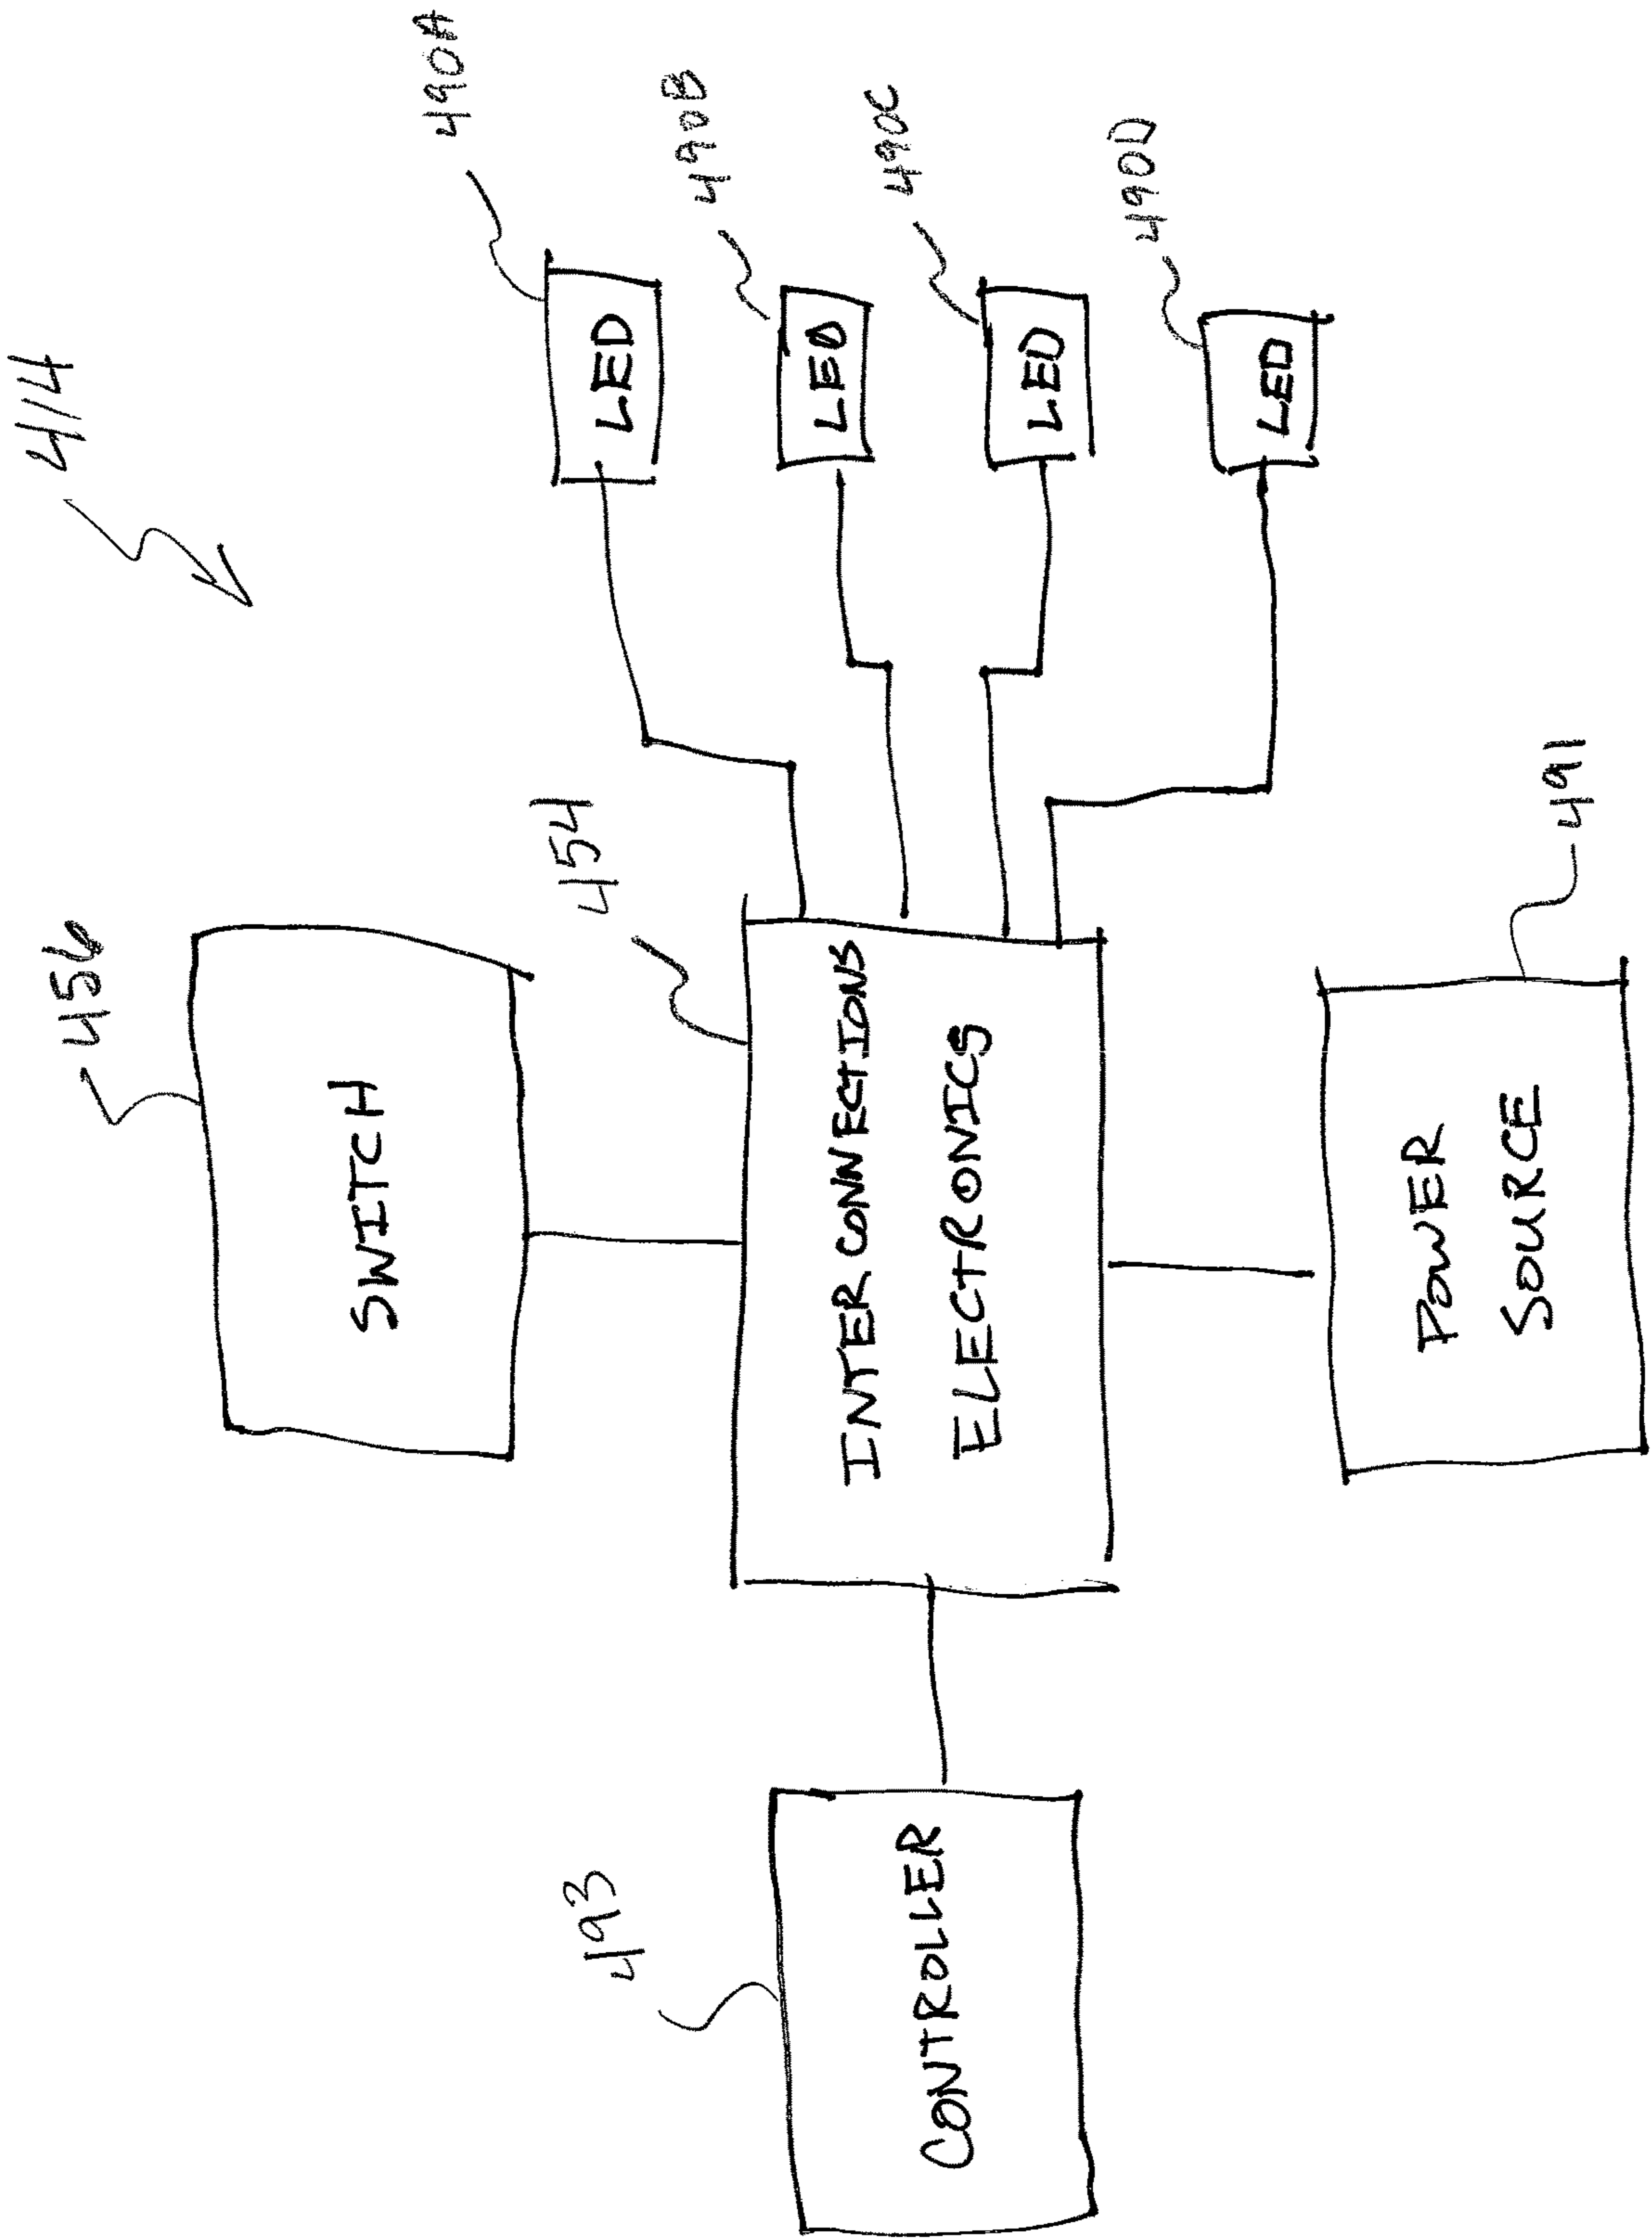 414
456
SWITCH
490A
LED
490B
LED
490C
LED
490D
LED
454
INTER CONNECTIONS
ELECTRONICS
493
CONTROLLER
491
POWER
SOURCE